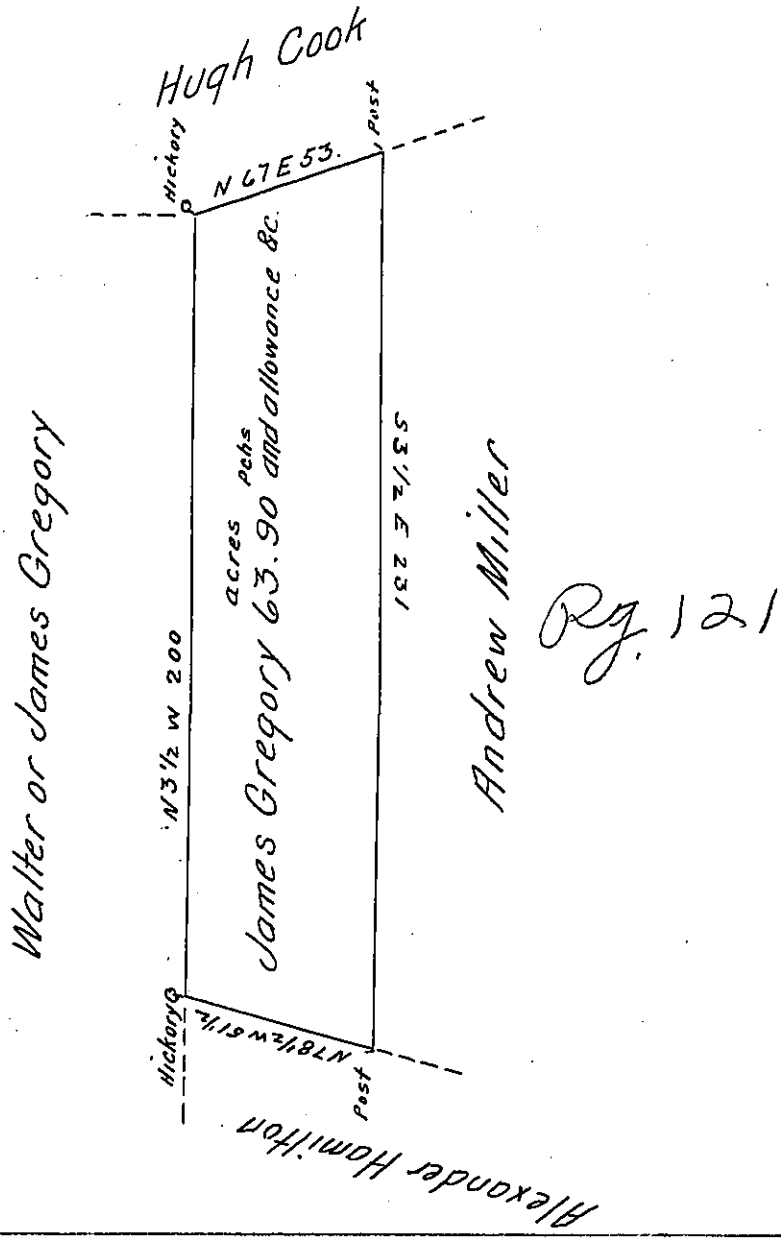 Hugh Cook
Hickory
Post
N 67 E 53.
Walter or James Gregory
N 3 1/2 W 200
acres pchs
James Gregory 63.90 and allowance &c.
S 3 1/2 E 231
Andrew Miller
Pg. 121
Hickory
N 78 1/2 W 51 1/2
Post
Alexander Hamilton